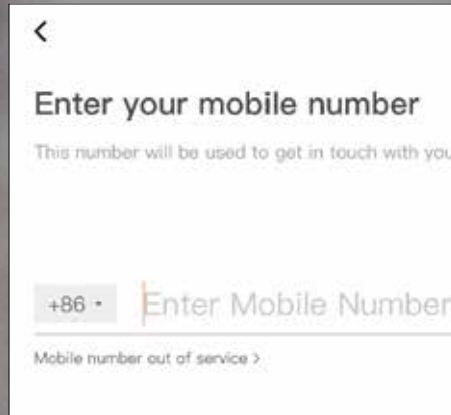 Enter your mobile number
This number will be used to get in touch with you
+86
Enter Mobile Number
Mobile number out of service >